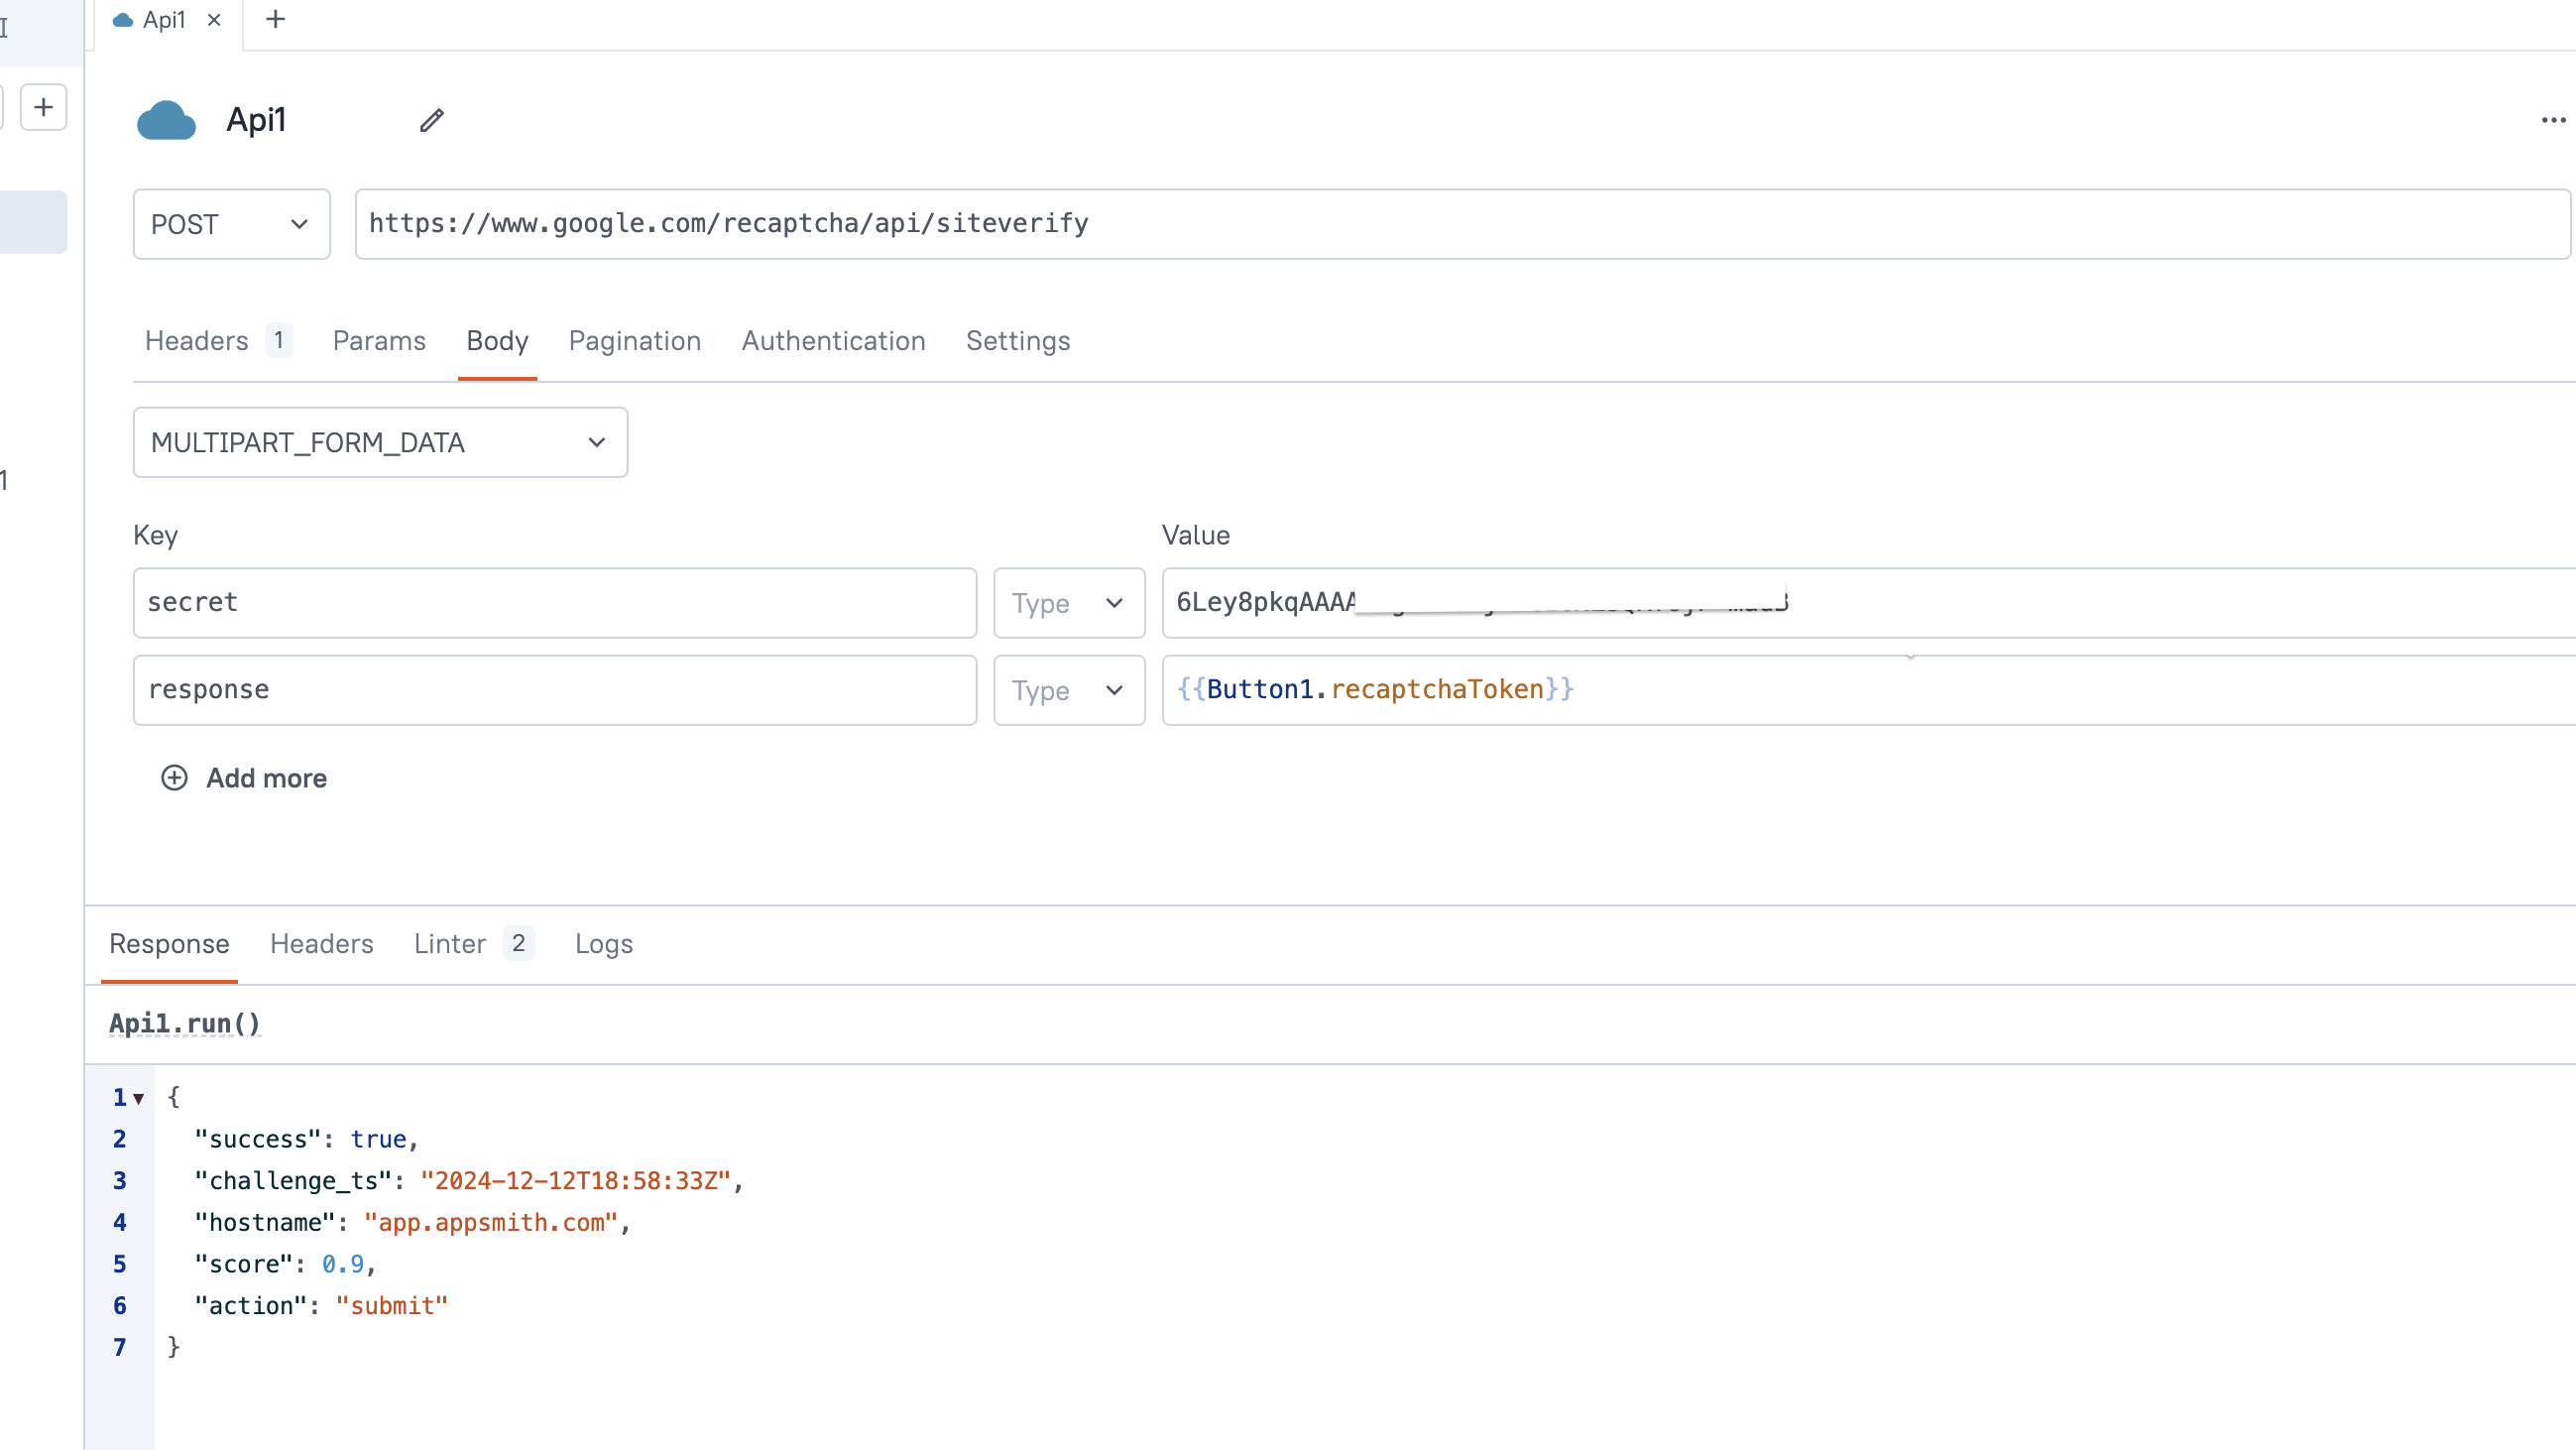 Api1
Api1
POST
https://www.google.com/recaptcha/api/siteverify
Headers 1 Params Body Pagination Authentication Settings
MULTIPART_FORM_DATA
1
Key Value
secret Type 6Ley8pkqAAAA
response Type {{Button1.recaptchaToken}}
Add more
Response Headers Linter 2 Logs
Api1.run()
1 {
2 "success": true,
3 "challenge_ts": "2024-12-12T18:58:33Z",
4 "hostname": "app.appsmith.com",
5 "score": 0.9,
6 "action": "submit"
7 }